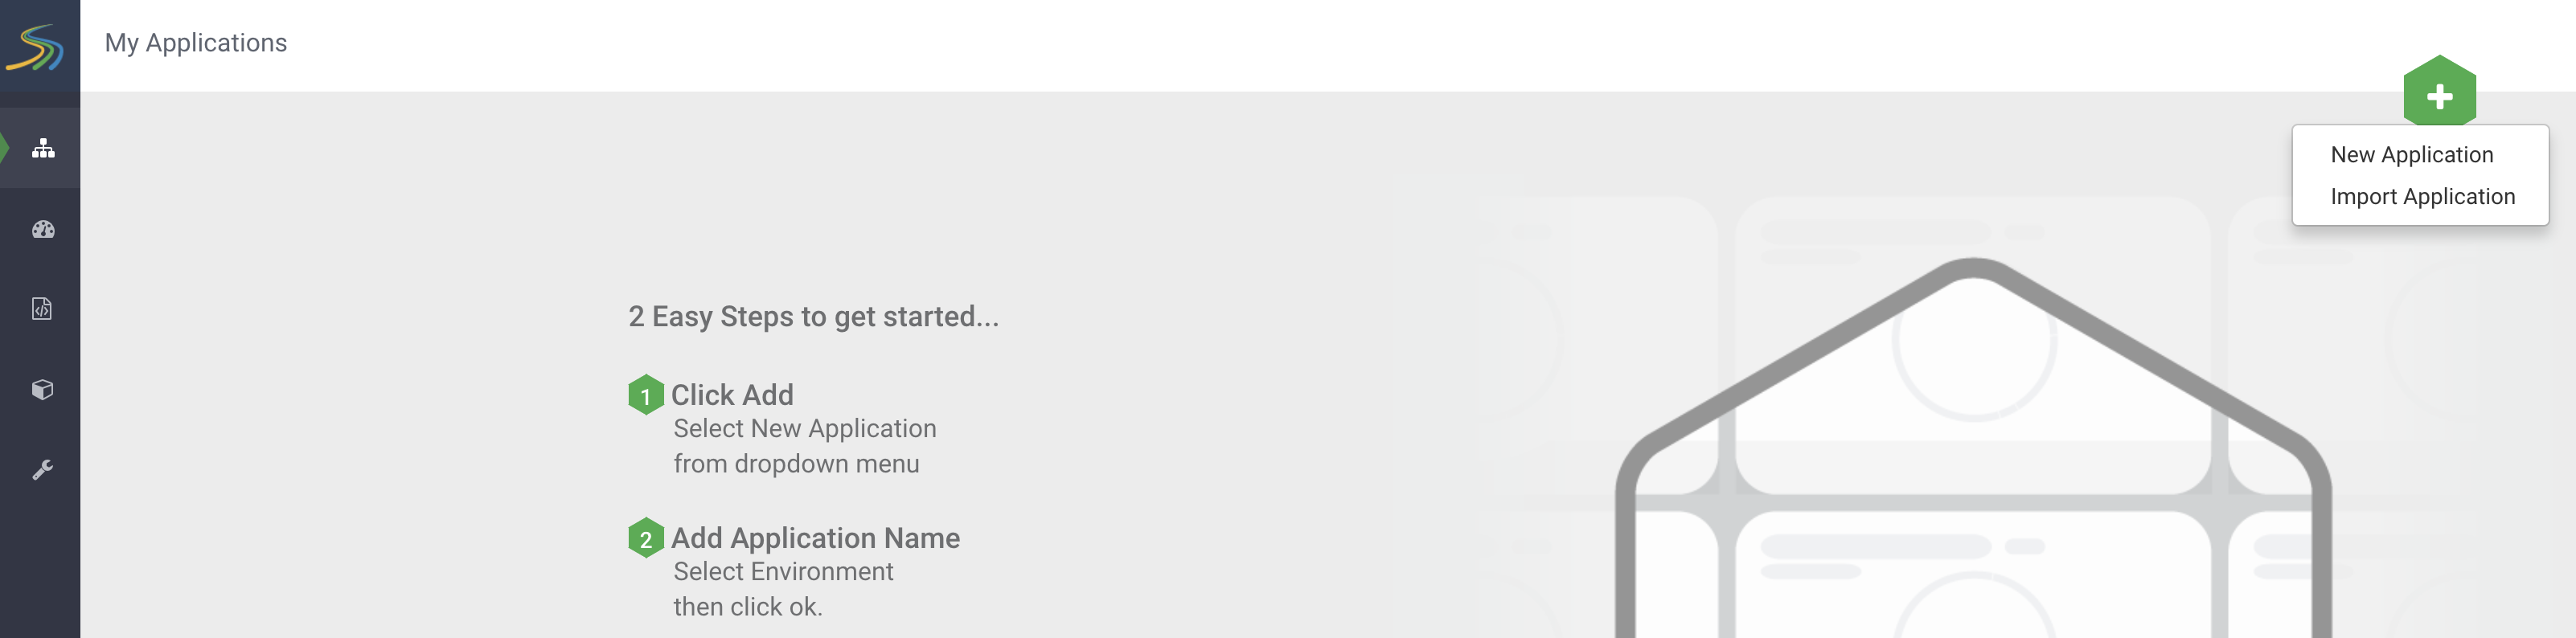 My Applications
New Application
Import Application
2 Easy Steps to get started...
1 Click Add
Select New Application
from dropdown menu
2 Add Application Name
Select Environment
then click ok.